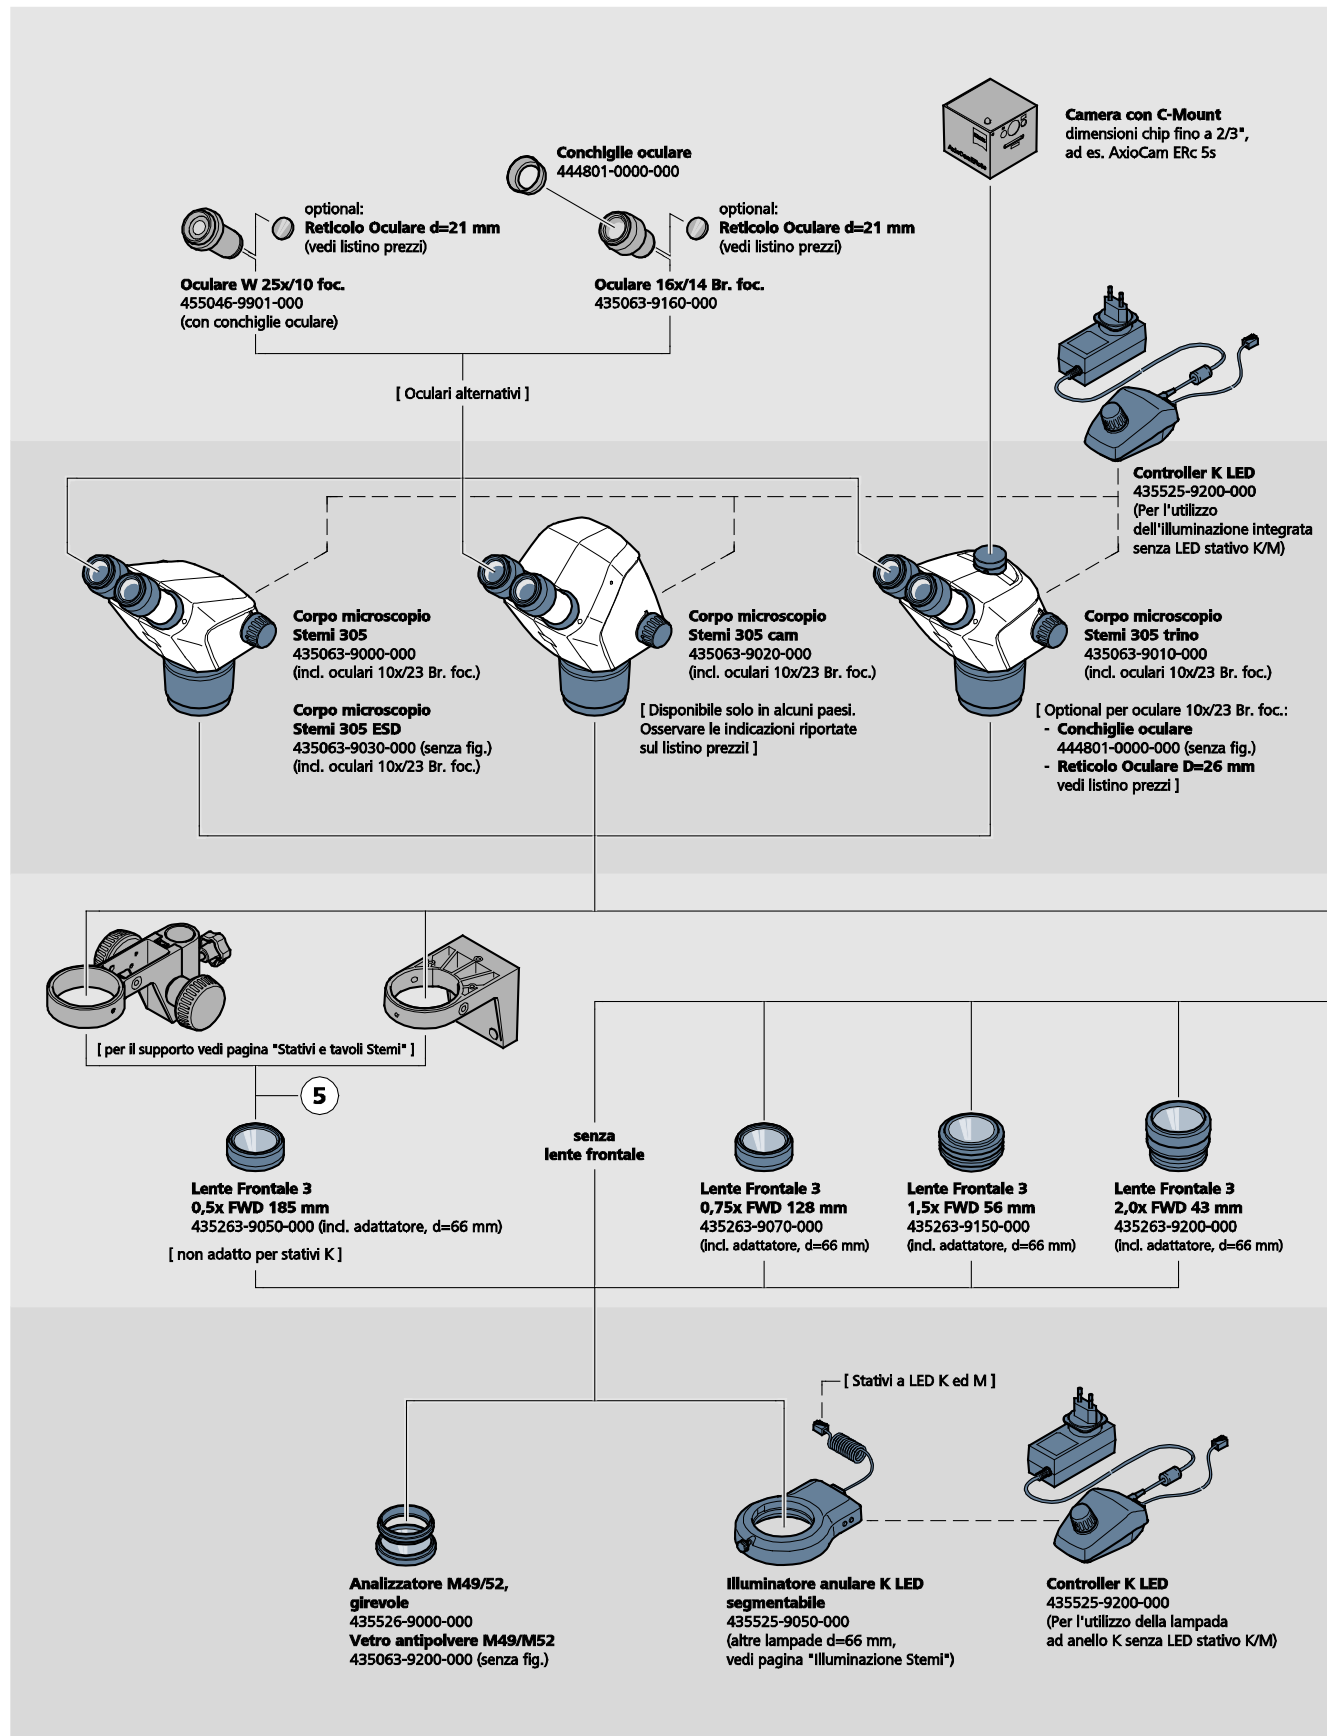 Camera con C-Mount
dimensioni chip fino a 2/3",
ad es. AxioCam ERc 5s
Conchiglie oculare
444801-0000-000
optional:
Reticolo Oculare d=21 mm
(vedi listino prezzi)
optional:
Reticolo Oculare d=21 mm
(vedi listino prezzi)
Oculare W 25x/10 foc.
455046-9901-000
(con conchiglie oculare)
Oculare 16x/14 Br. foc.
435063-9160-000
[ Oculari alternativi ]
Controller K LED
435525-9200-000
(Per l'utilizzo
dell'illuminazione integrata
senza LED stativo K/M)
Corpo microscopio
Stemi 305
435063-9000-000
(incl. oculari 10x/23 Br. foc.)
Corpo microscopio
Stemi 305 ESD
435063-9030-000 (senza fig.)
(incl. oculari 10x/23 Br. foc.)
Corpo microscopio
Stemi 305 cam
435063-9020-000
(incl. oculari 10x/23 Br. foc.)
[ Disponibile solo in alcuni paesi.
Osservare le indicazioni riportate
sul listino prezzi! ]
Corpo microscopio
Stemi 305 trino
435063-9010-000
(incl. oculari 10x/23 Br. foc.)
[ Optional per oculare 10x/23 Br. foc.:
- Conchiglie oculare
444801-0000-000 (senza fig.)
- Reticolo Oculare D=26 mm
vedi listino prezzi ]
[ per il supporto vedi pagina "Stativi e tavoli Stemi" ]
5
senza
lente frontale
Lente Frontale 3
0,5x FWD 185 mm
435263-9050-000 (incl. adattatore, d=66 mm)
[ non adatto per stativi K ]
Lente Frontale 3
0,75x FWD 128 mm
435263-9070-000
(incl. adattatore, d=66 mm)
Lente Frontale 3
1,5x FWD 56 mm
435263-9150-000
(incl. adattatore, d=66 mm)
Lente Frontale 3
2,0x FWD 43 mm
435263-9200-000
(incl. adattatore, d=66 mm)
[ Stativi a LED K ed M ]
Analizzatore M49/52,
girevole
435526-9000-000
Vetro antipolvere M49/M52
435063-9200-000 (senza fig.)
Illuminatore anulare K LED
segmentabile
435525-9050-000
(altre lampade d=66 mm,
vedi pagina "Illuminazione Stemi")
Controller K LED
435525-9200-000
(Per l'utilizzo della lampada
ad anello K senza LED stativo K/M)